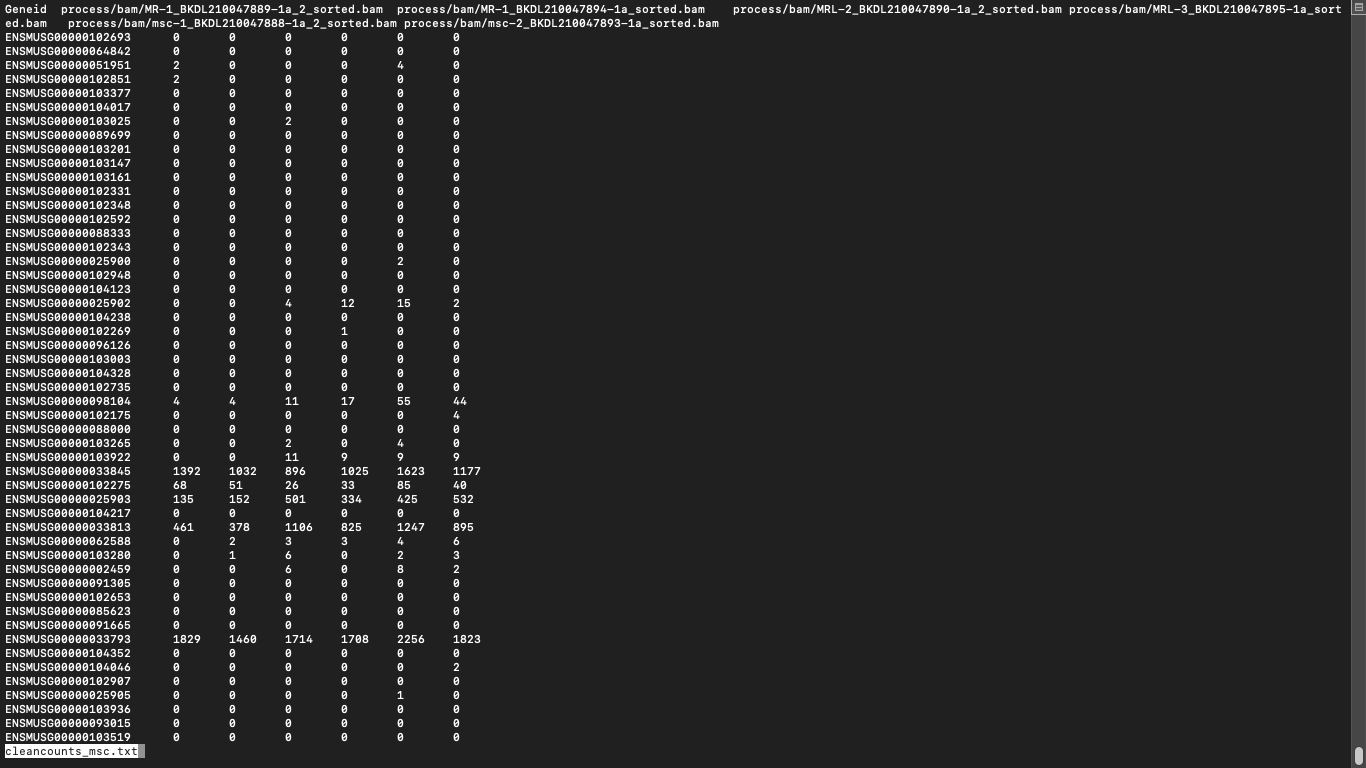 Geneid  process/bam/MR-1_BKDL210047889-1a_2_sorted.bam  process/bam/MR-1_BKDL210047894-1a_sorted.bam    process/bam/MRL-2_BKDL210047890-1a_2_sorted.bam process/bam/MRL-3_BKDL210047895-1a_sort
ed.bam   process/bam/msc-1_BKDL210047888-1a_2_sorted.bam process/bam/msc-2_BKDL210047893-1a_sorted.bam
ENSMUSG00000102693      0       0       0       0       0       0
ENSMUSG00000064842      0       0       0       0       0       0
ENSMUSG00000051951      2       0       0       0       4       0
ENSMUSG00000102851      2       0       0       0       0       0
ENSMUSG00000103377      0       0       0       0       0       0
ENSMUSG00000104017      0       0       0       0       0       0
ENSMUSG00000103025      0       0       2       0       0       0
ENSMUSG00000089699      0       0       0       0       0       0
ENSMUSG00000103201      0       0       0       0       0       0
ENSMUSG00000103147      0       0       0       0       0       0
ENSMUSG00000103161      0       0       0       0       0       0
ENSMUSG00000102331      0       0       0       0       0       0
ENSMUSG00000102348      0       0       0       0       0       0
ENSMUSG00000102592      0       0       0       0       0       0
ENSMUSG00000088333      0       0       0       0       0       0
ENSMUSG00000102343      0       0       0       0       0       0
ENSMUSG00000025900      0       0       0       0       2       0
ENSMUSG00000102948      0       0       0       0       0       0
ENSMUSG00000104123      0       0       0       0       0       0
ENSMUSG00000025902      0       0       4       12      15      2
ENSMUSG00000104238      0       0       0       0       0       0
ENSMUSG00000102269      0       0       0       1       0       0
ENSMUSG00000096126      0       0       0       0       0       0
ENSMUSG00000103003      0       0       0       0       0       0
ENSMUSG00000104328      0       0       0       0       0       0
ENSMUSG00000102735      0       0       0       0       0       0
ENSMUSG00000098104      4       4       11      17      55      44
ENSMUSG00000102175      0       0       0       0       0       4
ENSMUSG00000088000      0       0       0       0       0       0
ENSMUSG00000103265      0       0       2       0       4       0
ENSMUSG00000103922      0       0       11      9       9       9
ENSMUSG00000033845      1392    1032    896     1025    1623    1177
ENSMUSG00000102275      68      51      26      33      85      40
ENSMUSG00000025903      135     152     501     334     425     532
ENSMUSG00000104217      0       0       0       0       0       0
ENSMUSG00000033813      461     378     1106    825     1247    895
ENSMUSG00000062588      0       2       3       3       4       6
ENSMUSG00000103280      0       1       6       0       2       3
ENSMUSG00000002459      0       0       6       0       8       2
ENSMUSG00000091305      0       0       0       0       0       0
ENSMUSG00000102653      0       0       0       0       0       0
ENSMUSG00000085623      0       0       0       0       0       0
ENSMUSG00000091665      0       0       0       0       0       0
ENSMUSG00000033793      1829    1460    1714    1708    2256    1823
ENSMUSG00000104352      0       0       0       0       0       0
ENSMUSG00000104046      0       0       0       0       0       2
ENSMUSG00000102907      0       0       0       0       0       0
ENSMUSG00000025905      0       0       0       0       1       0
ENSMUSG00000103936      0       0       0       0       0       0
ENSMUSG00000093015      0       0       0       0       0       0
ENSMUSG00000103519      0       0       0       0       0       0
cleancounts_msc.txt